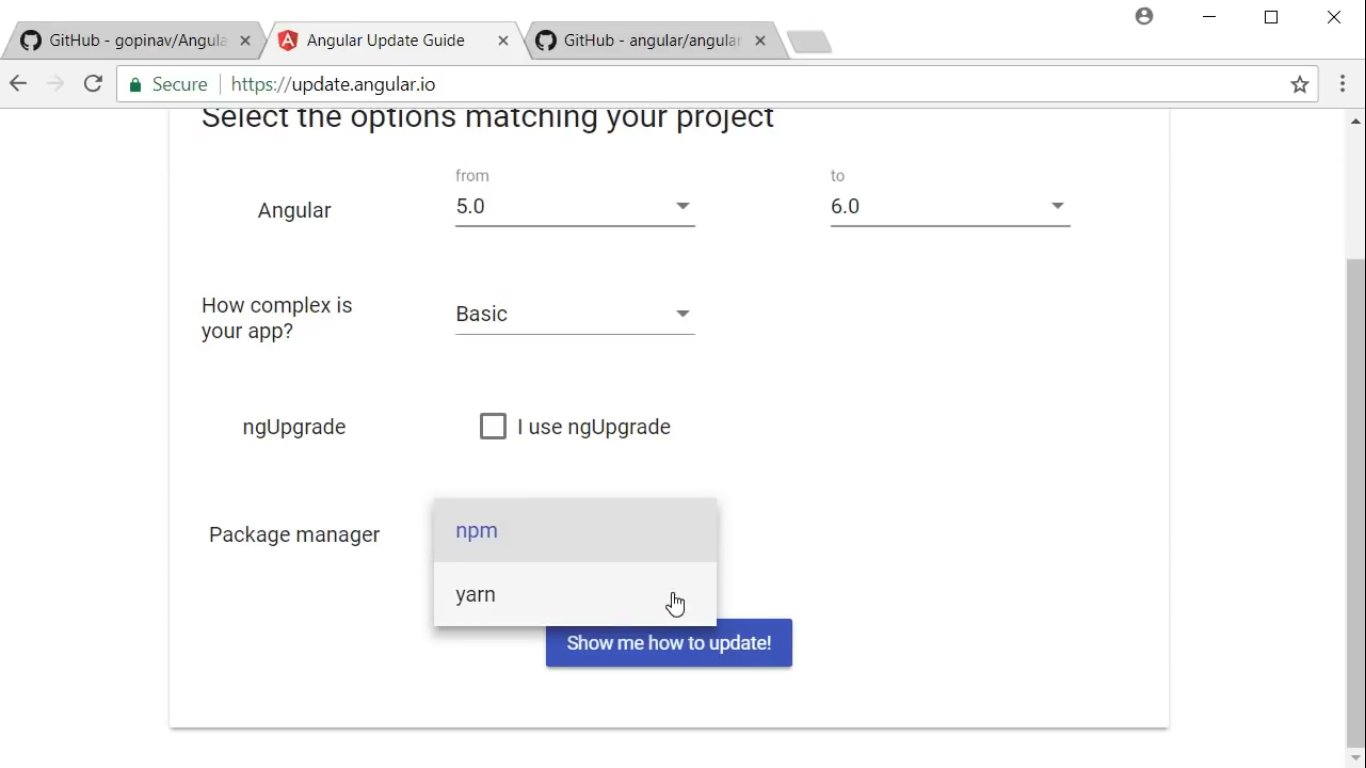 GitHub - gopinav/Angula
Angular Update Guide
GitHub - angular/angular
Secure
https://update.angular.io
Select the options matching your project
from
to
Angular
5.0
6.0
How complex is
your app?
Basic
ngUpgrade
I use ngUpgrade
Package manager
npm
yarn
Show me how to update!